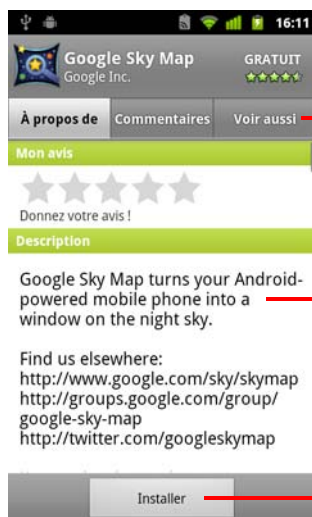 16:11
Google Sky Map
GRATUIT
Google Inc.
À propos de
Commentaires
Voir aussi
Mon avis
Donnez votre avis !
Description
Google Sky Map turns your Android-
powered mobile phone into a
window on the night sky.
Find us elsewhere:
http://www.google.com/sky/skymap
http://groups.google.com/group/
google-sky-map
http://twitter.com/googleskymap
Installer